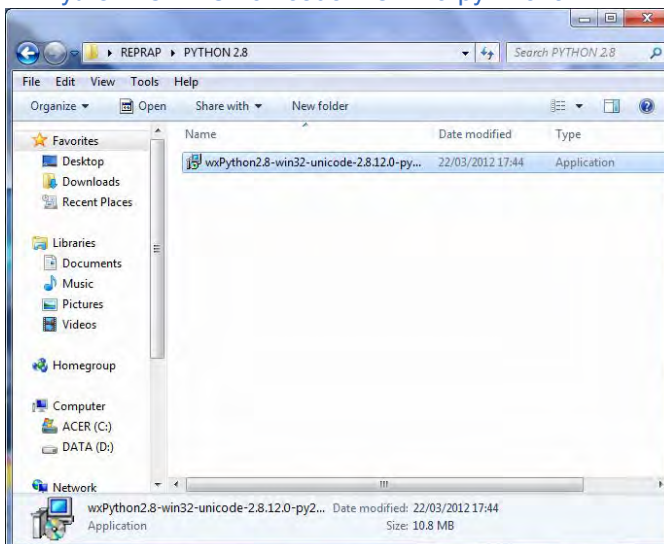 REPRAP ▸ PYTHON 2.8
Search PYTHON 2.8
File Edit View Tools Help
Organize Open Share with New folder
Name Date modified Type
wxPython2.8-win32-unicode-2.8.12.0-py... 22/03/2012 17:44 Application
Favorites
Desktop
Downloads
Recent Places
Libraries
Documents
Music
Pictures
Videos
Homegroup
Computer
ACER (C:)
DATA (D:)
Network
wxPython2.8-win32-unicode-2.8.12.0-py2... Date modified: 22/03/2012 17:44
Application Size: 10.8 MB